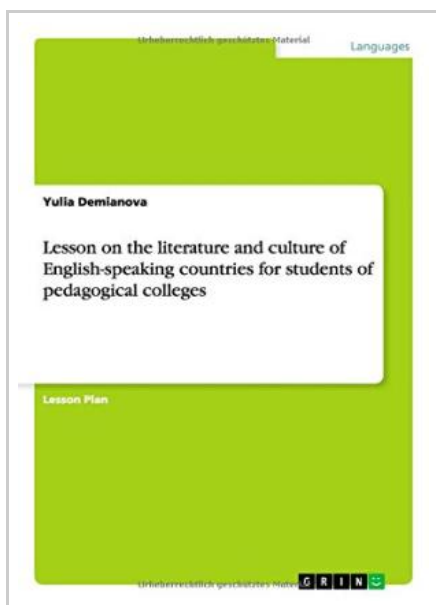 Urheberrechtlich geschütztes Material
Languages
Yulia Demianova
Lesson on the literature and culture of
English-speaking countries for students of
pedagogical colleges
Lesson Plan
Urheberrechtlich geschütztes Material
GRIN